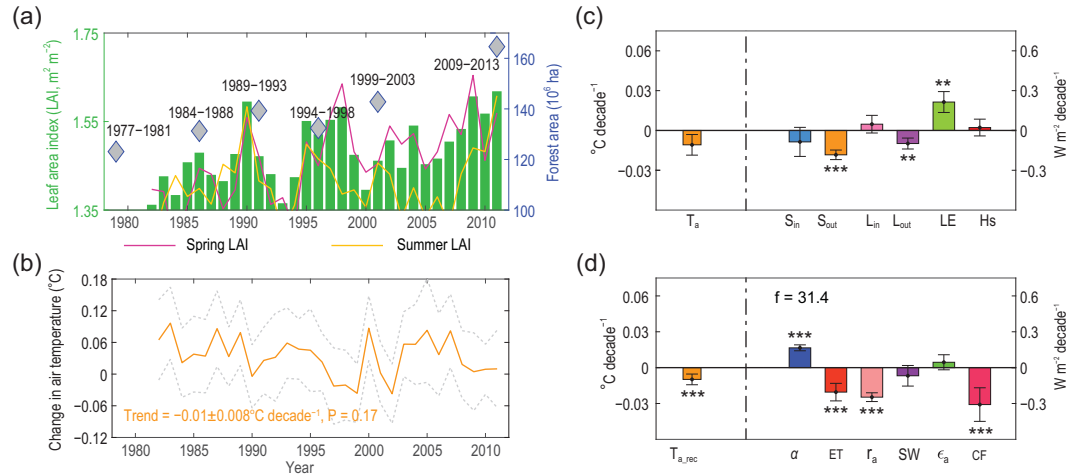 (a)
1.75
1.55
1.35
Leaf area index (LAI, m² m⁻²)
1977−1981
1984−1988
1989−1993
1994−1998
1999−2003
2009−2013
160
140
120
100
Forest area (10⁶ ha)
1980
1985
1990
1995
2000
2005
2010
Spring LAI
Summer LAI
(b)
0.18
0.12
0.06
0
−0.06
−0.12
Change in air temperature (°C)
Trend = −0.01±0.008°C decade⁻¹, P = 0.17
1980
1985
1990
1995
2000
2005
2010
Year
(c)
0.06
0.03
0
−0.03
°C decade⁻¹
***
**
**
0.6
0.3
0
−0.3
W m⁻² decade⁻¹
Tₐ
S_in
S_out
L_in
L_out
LE
Hs
(d)
0.06
0.03
0
−0.03
°C decade⁻¹
f = 31.4
***
***
***
***
***
0.6
0.3
0
−0.3
W m⁻² decade⁻¹
T_a_rec
α
ET
rₐ
SW
ϵₐ
CF